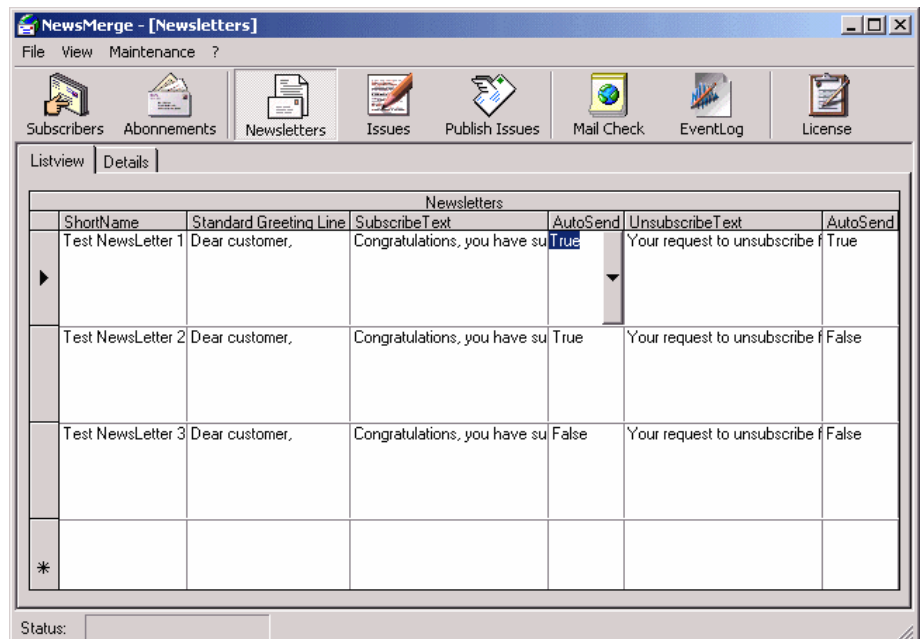 NewsMerge - [Newsletters]
File View Maintenance ?
Subscribers Abonnements Newsletters Issues Publish Issues Mail Check EventLog License
Listview Details
Newsletters
ShortName Standard Greeting Line SubscribeText AutoSend UnsubscribeText AutoSend
Test NewsLetter 1 Dear customer, Congratulations, you have su True Your request to unsubscribe f True
Test NewsLetter 2 Dear customer, Congratulations, you have su True Your request to unsubscribe f False
Test NewsLetter 3 Dear customer, Congratulations, you have su False Your request to unsubscribe f False
Status: